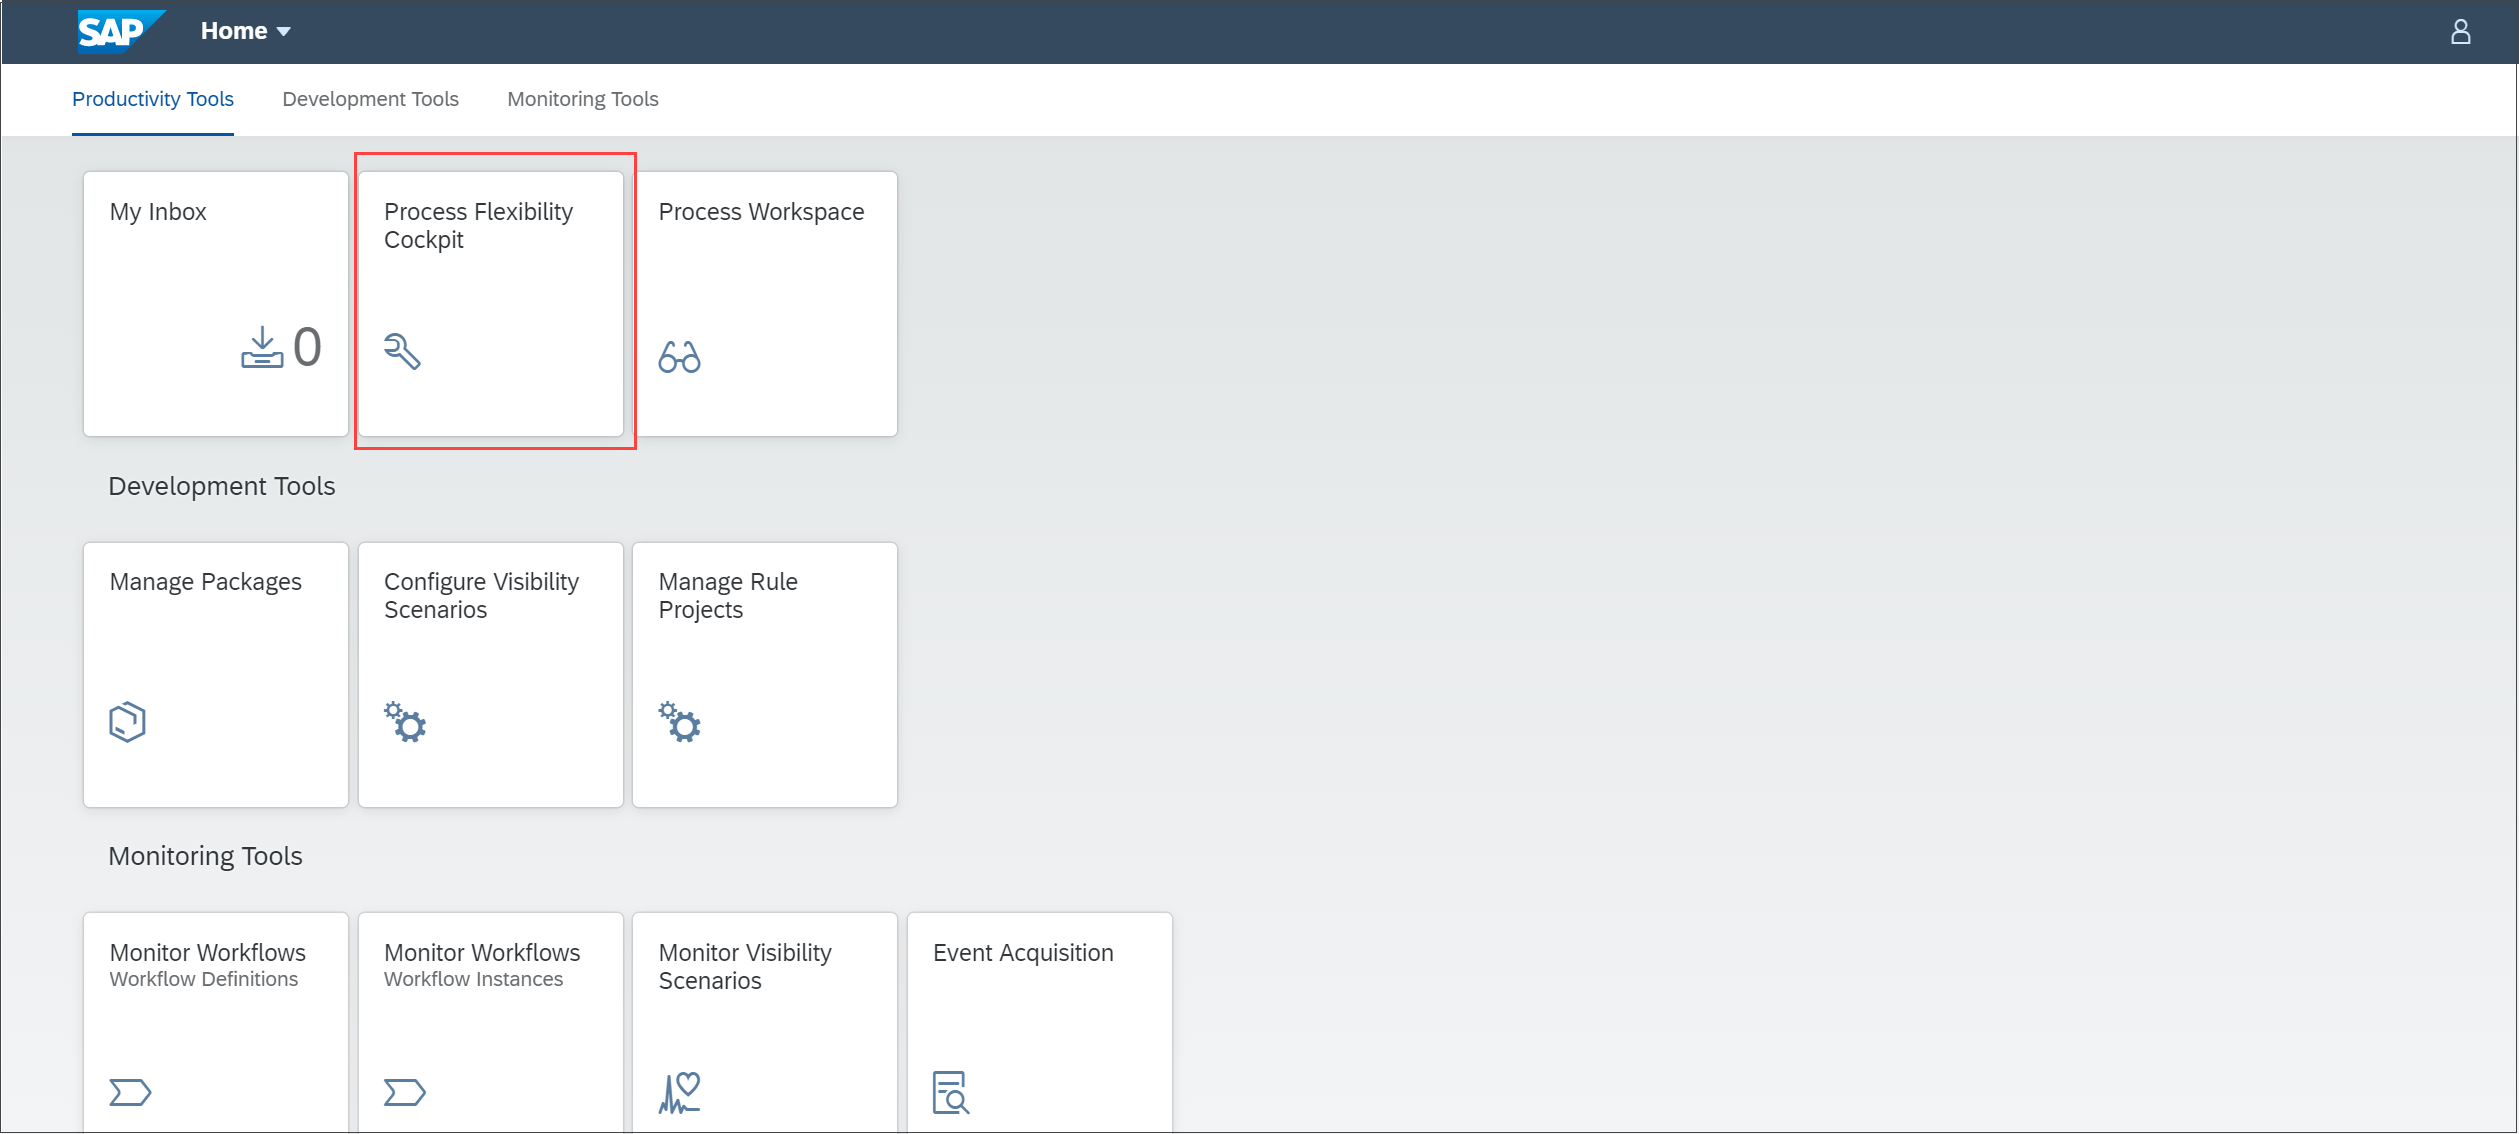 SAP
Home
Productivity Tools
Development Tools
Monitoring Tools
My Inbox
0
Process Flexibility
Cockpit
Process Workspace
Development Tools
Manage Packages
Configure Visibility
Scenarios
Manage Rule
Projects
Monitoring Tools
Monitor Workflows
Workflow Definitions
Monitor Workflows
Workflow Instances
Monitor Visibility
Scenarios
Event Acquisition